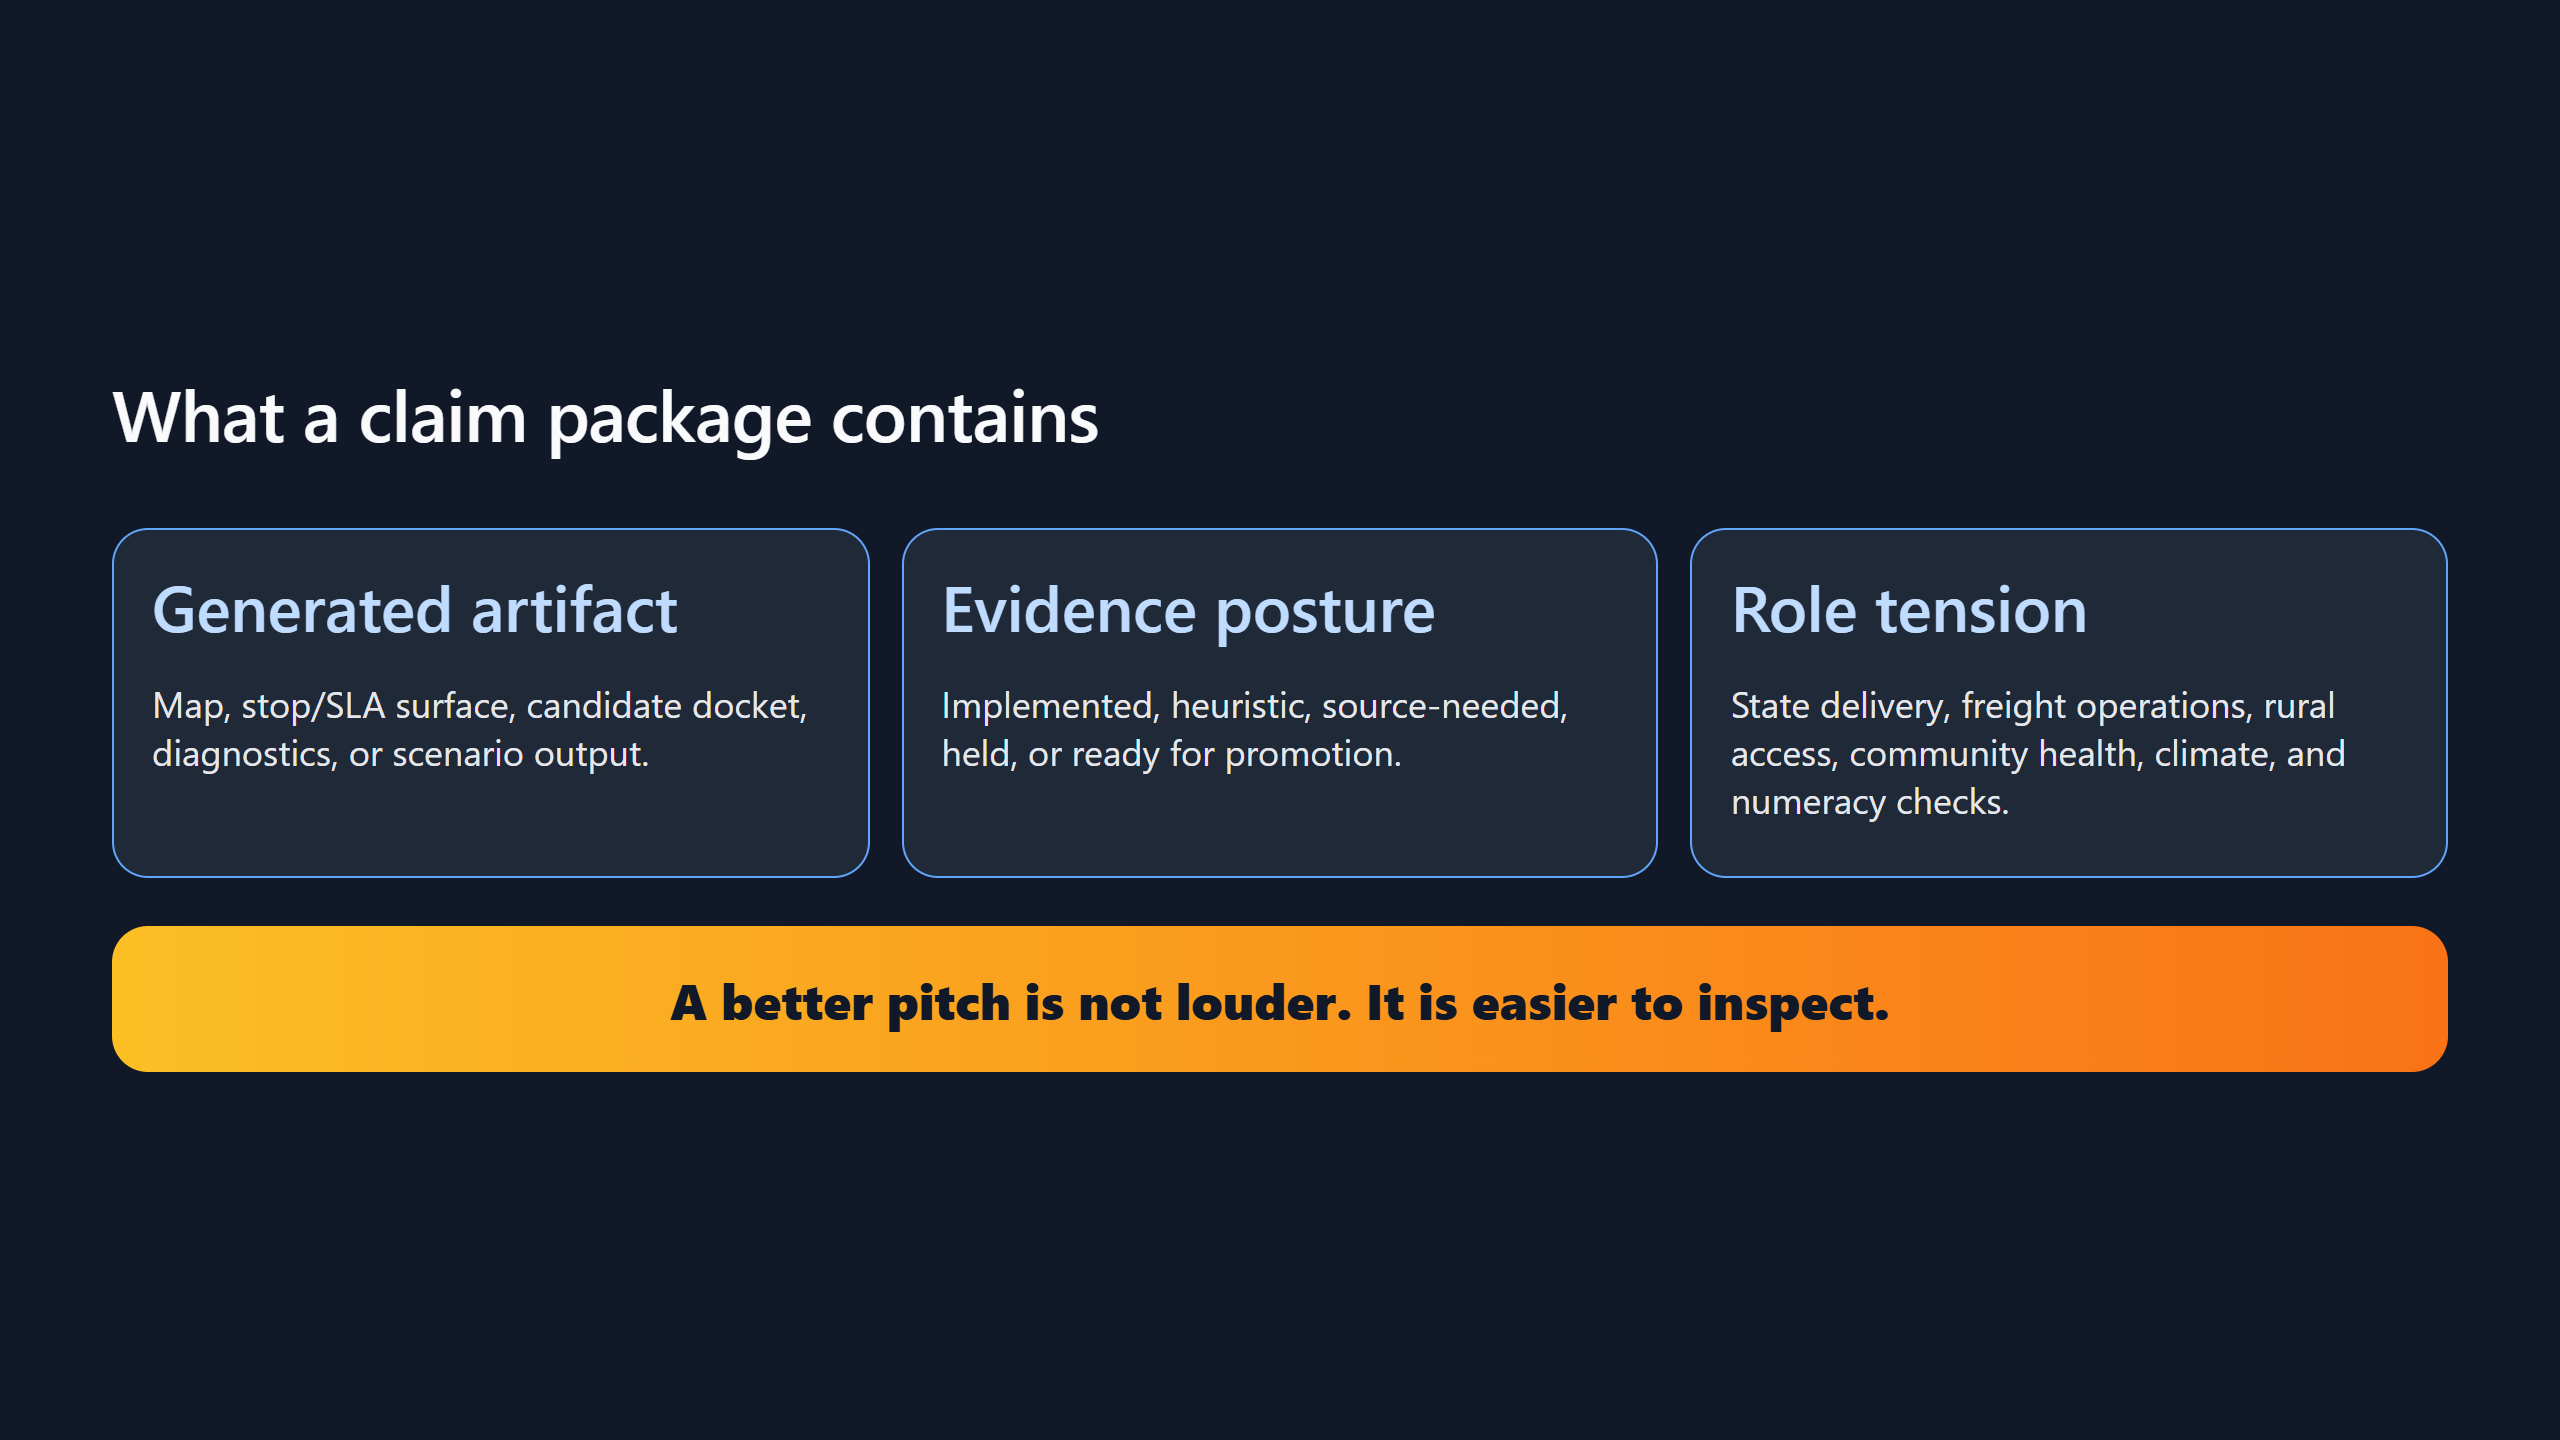 What a claim package contains
Generated artifact
Map, stop/SLA surface, candidate docket,
diagnostics, or scenario output.
Evidence posture
Implemented, heuristic, source-needed,
held, or ready for promotion.
Role tension
State delivery, freight operations, rural
access, community health, climate, and
numeracy checks.
A better pitch is not louder. It is easier to inspect.